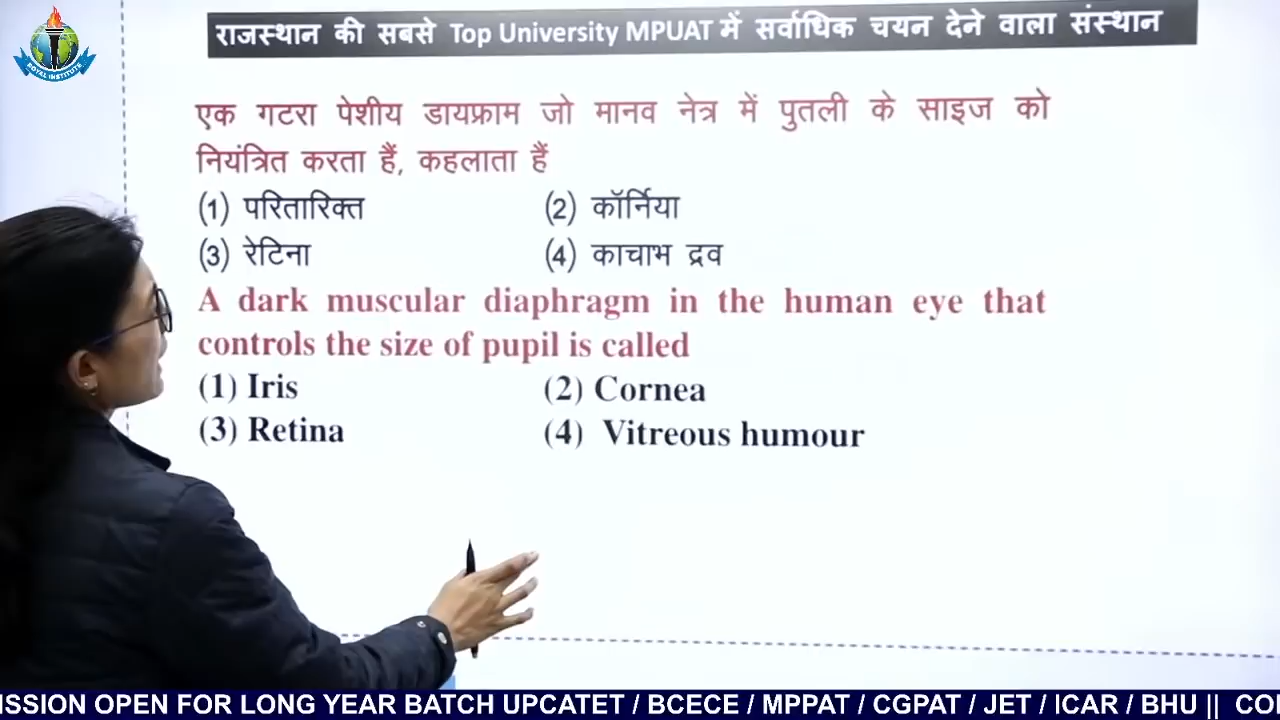 ROYAL INSTITUTE
राजस्थान की सबसे Top University MPUAT में सर्वाधिक चयन देने वाला संस्थान
एक गटरा पेशीय डायफ्राम जो मानव नेत्र में पुतली के साइज को
नियंत्रित करता हैं, कहलाता हैं
(1) परितारिक्त (2) कॉर्निया
(3) रेटिना (4) काचाभ द्रव
A dark muscular diaphragm in the human eye that
controls the size of pupil is called
(1) Iris (2) Cornea
(3) Retina (4) Vitreous humour
ISSION OPEN FOR LONG YEAR BATCH UPCATET / BCECE / MPPAT / CGPAT / JET / ICAR / BHU || COI